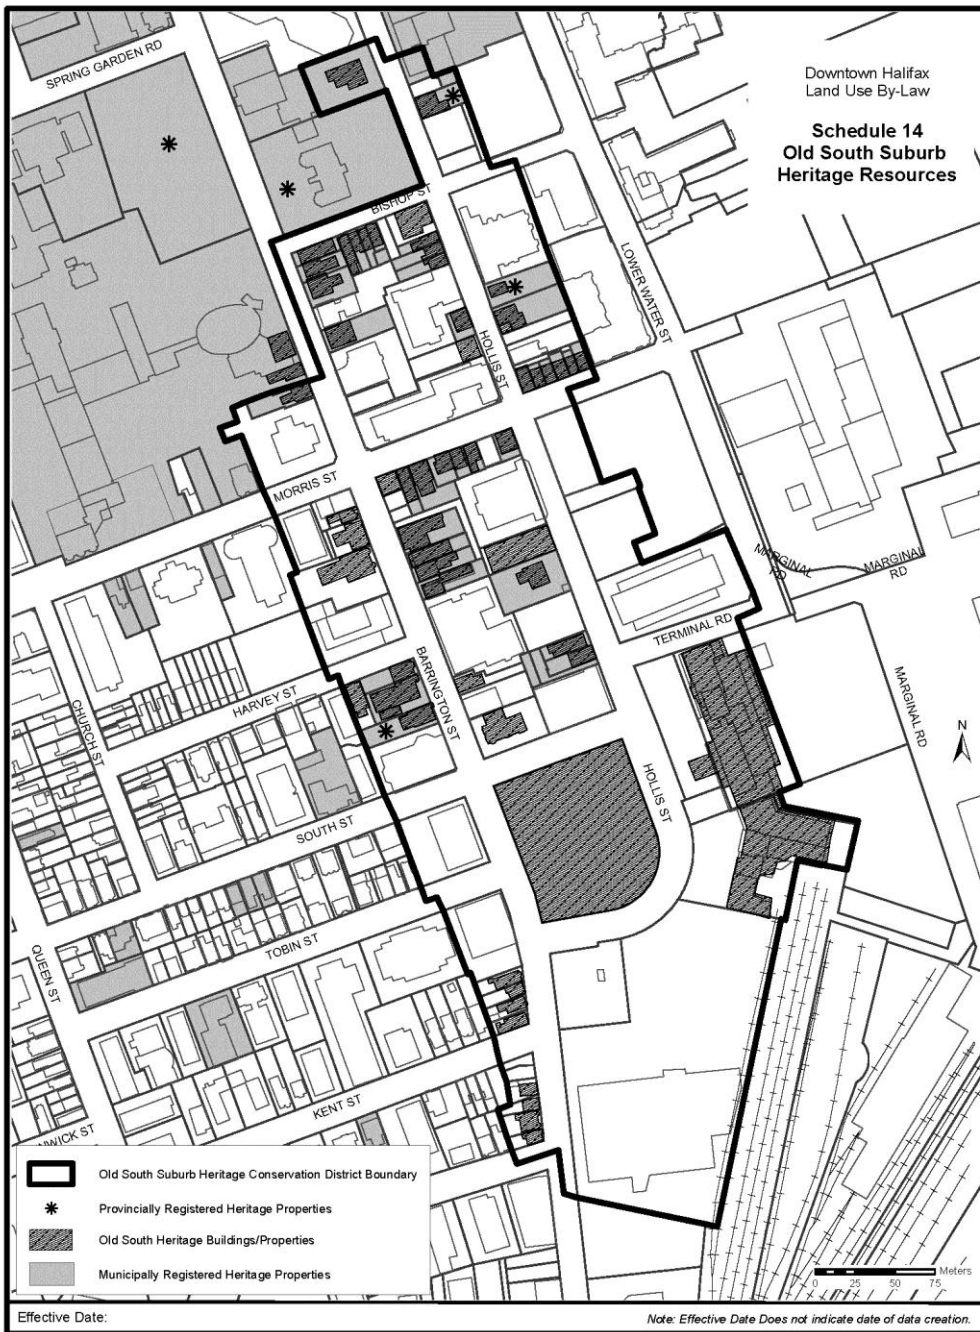 SPRING GARDEN RD
Downtown Halifax
Land Use By-Law
Schedule 14
Old South Suburb
Heritage Resources
BISHOP ST
LOWER WATER ST
HOLLIS ST
MORRIS ST
MARGINAL RD
MARGINAL
RD
TERMINAL RD
BARRINGTON ST
HARVEY ST
CHURCH ST
MARGINAL RD
N
HOLLIS ST
SOUTH ST
TOBIN ST
QUEEN ST
KENT ST
NWICK ST
Old South Suburb Heritage Conservation District Boundary
Provincially Registered Heritage Properties
Old South Heritage Buildings/Properties
Municipally Registered Heritage Properties
Meters
0 25 50 75
Effective Date:
Note: Effective Date Does not indicate date of data creation.